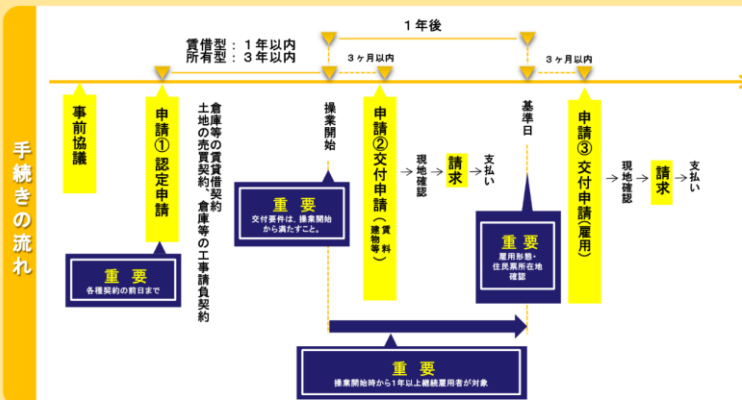 手続きの流れ
1年後
賃借型:1年以内
所有型:3年以内
3ヶ月以内
3ヶ月以内
事前協議
申請①認定申請
倉庫等の賃貸借契約
土地の売買契約、倉庫等の工事請負契約
操業開始
申請②交付申請(賃料 建物等)
→現地確認→請求→支払い
基準日
申請③交付申請(雇用)
→現地確認→請求→支払い
重要
各種契約の前日まで
重要
交付要件は、操業開始
から満たすこと。
重要
雇用形態・
住民票所在地
確認
重要
操業開始時から1年以上継続雇用者が対象